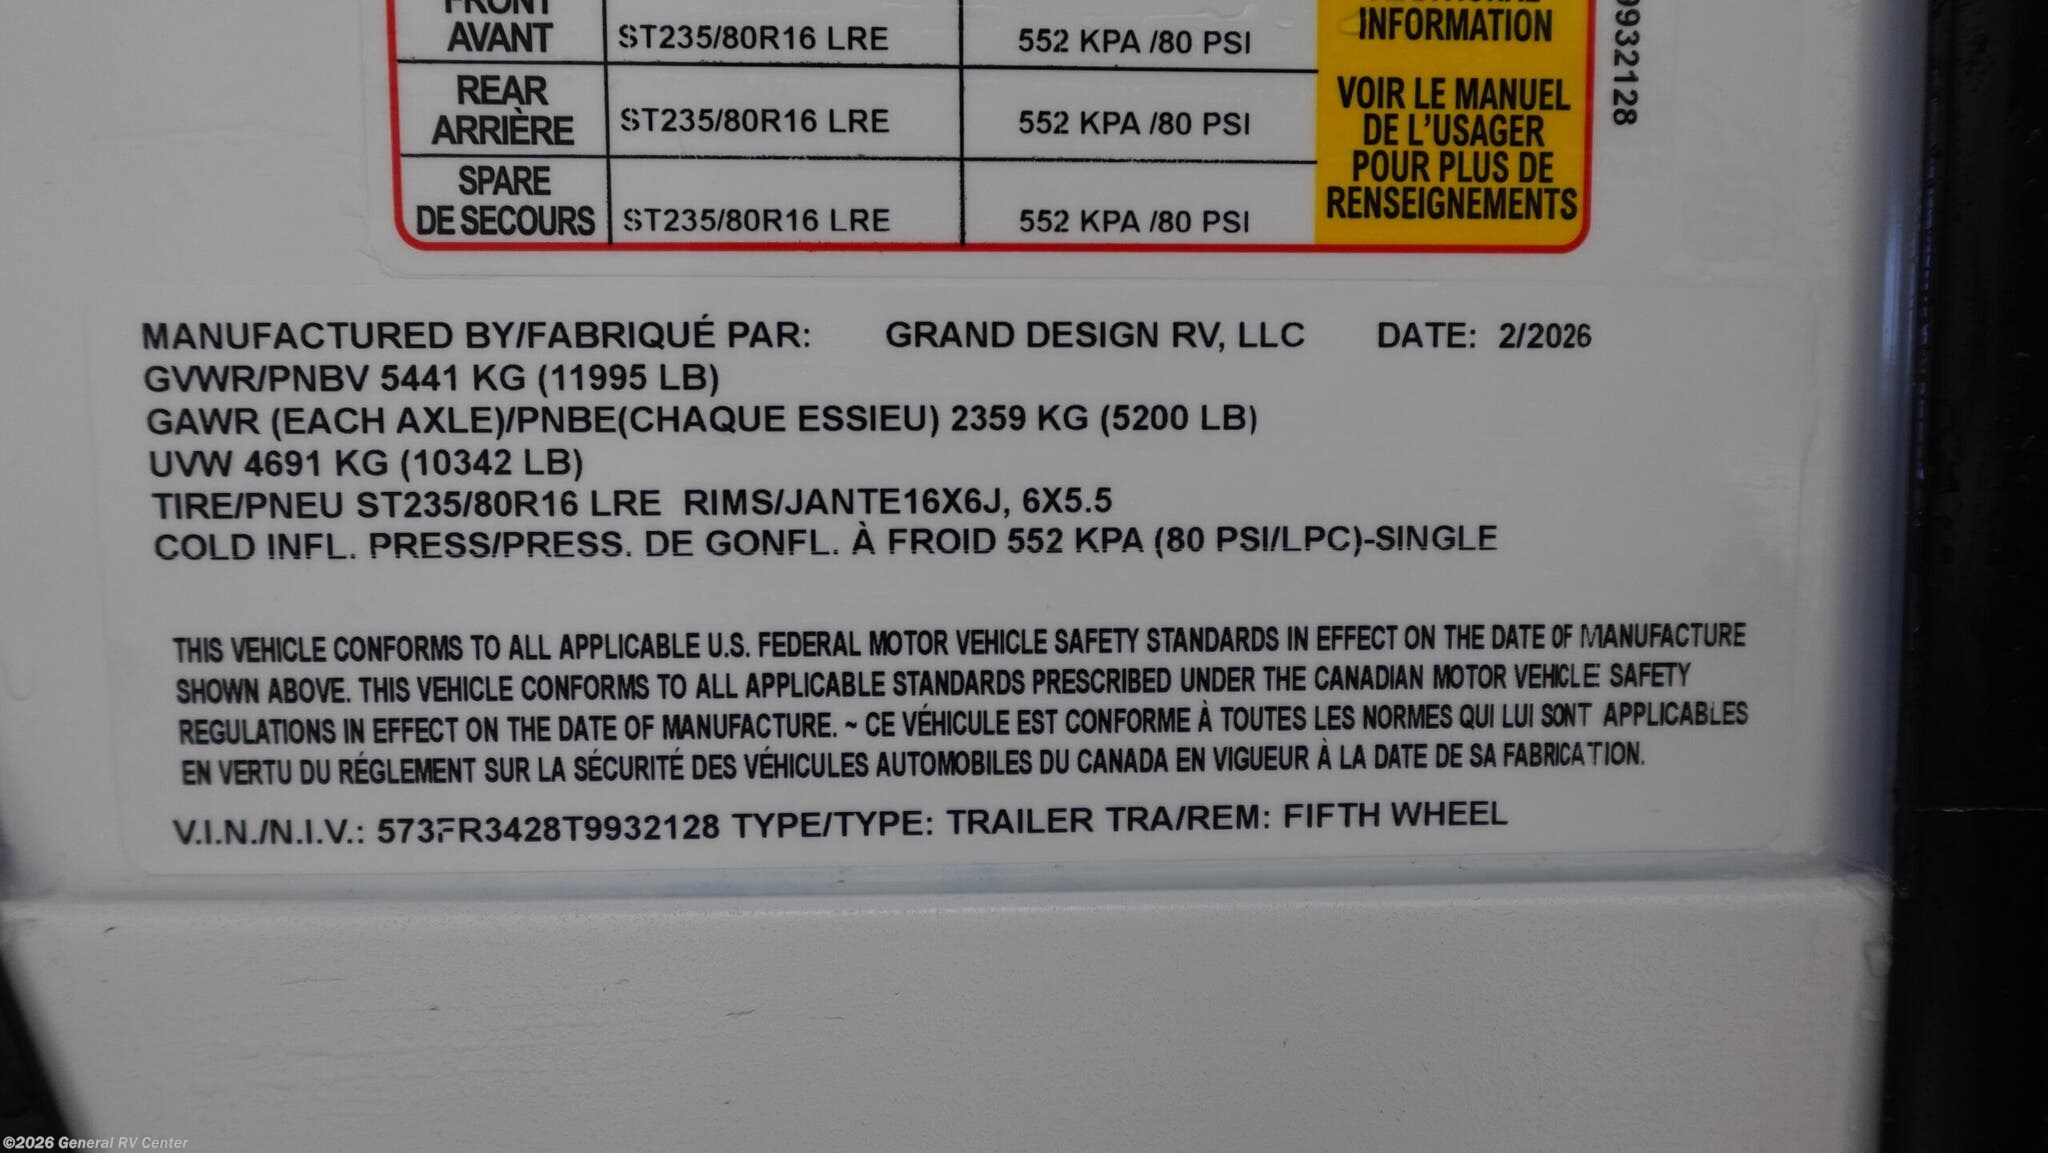 FRONT
AVANT ST235/80R16 LRE 552 KPA /80 PSI
REAR
ARRIÈRE ST235/80R16 LRE 552 KPA /80 PSI
SPARE
DE SECOURS ST235/80R16 LRE 552 KPA /80 PSI
ADDITIONAL
INFORMATION
VOIR LE MANUEL
DE L'USAGER
POUR PLUS DE
RENSEIGNEMENTS
9932128
MANUFACTURED BY/FABRIQUÉ PAR: GRAND DESIGN RV, LLC DATE: 2/2026
GVWR/PNBV 5441 KG (11995 LB)
GAWR (EACH AXLE)/PNBE(CHAQUE ESSIEU) 2359 KG (5200 LB)
UVW 4691 KG (10342 LB)
TIRE/PNEU ST235/80R16 LRE RIMS/JANTE16X6J, 6X5.5
COLD INFL. PRESS/PRESS. DE GONFL. À FROID 552 KPA (80 PSI/LPC)-SINGLE
THIS VEHICLE CONFORMS TO ALL APPLICABLE U.S. FEDERAL MOTOR VEHICLE SAFETY STANDARDS IN EFFECT ON THE DATE OF MANUFACTURE
SHOWN ABOVE. THIS VEHICLE CONFORMS TO ALL APPLICABLE STANDARDS PRESCRIBED UNDER THE CANADIAN MOTOR VEHICLE SAFETY
REGULATIONS IN EFFECT ON THE DATE OF MANUFACTURE. ~ CE VÉHICULE EST CONFORME À TOUTES LES NORMES QUI LUI SONT APPLICABLES
EN VERTU DU RÉGLEMENT SUR LA SÉCURITÉ DES VÉHICULES AUTOMOBILES DU CANADA EN VIGUEUR À LA DATE DE SA FABRICATION.
V.I.N./N.I.V.: 573FR3428T9932128 TYPE/TYPE: TRAILER TRA/REM: FIFTH WHEEL
©2026 General RV Center